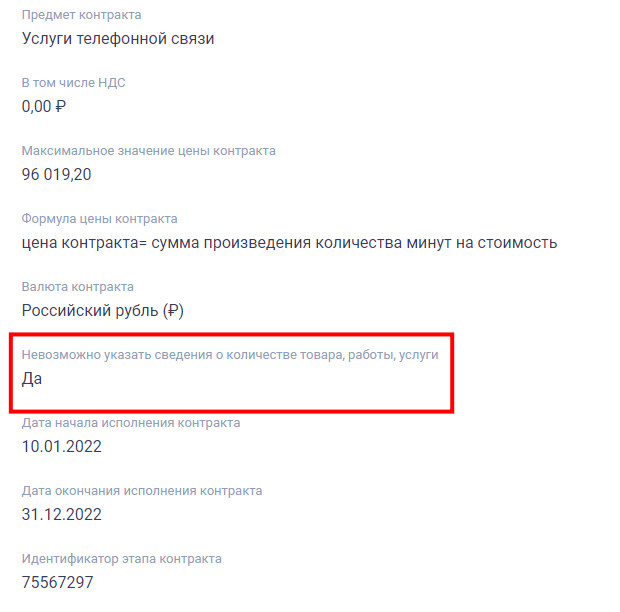 Предмет контракта
Услуги телефонной связи
В том числе НДС
0,00 ₽
Максимальное значение цены контракта
96 019,20
Формула цены контракта
цена контракта= сумма произведения количества минут на стоимость
Валюта контракта
Российский рубль (₽)
Невозможно указать сведения о количестве товара, работы, услуги
Да
Дата начала исполнения контракта
10.01.2022
Дата окончания исполнения контракта
31.12.2022
Идентификатор этапа контракта
75567297